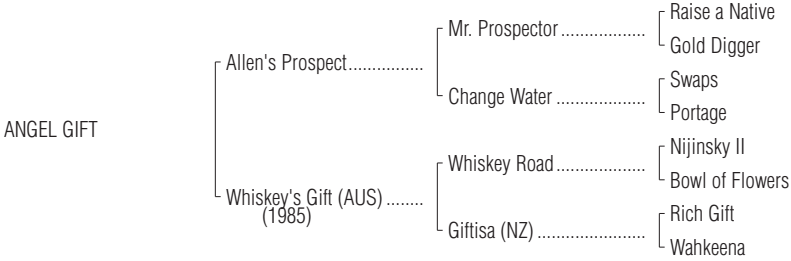 Raise a Native
Mr. Prospector ..................
Gold Digger
Allen's Prospect................
Swaps
Change Water ...................
Portage
ANGEL GIFT
Nijinsky II
Whiskey Road ...................
Bowl of Flowers
Whiskey's Gift (AUS) ........
(1985)
Rich Gift
Giftisa (NZ) .......................
Wahkeena